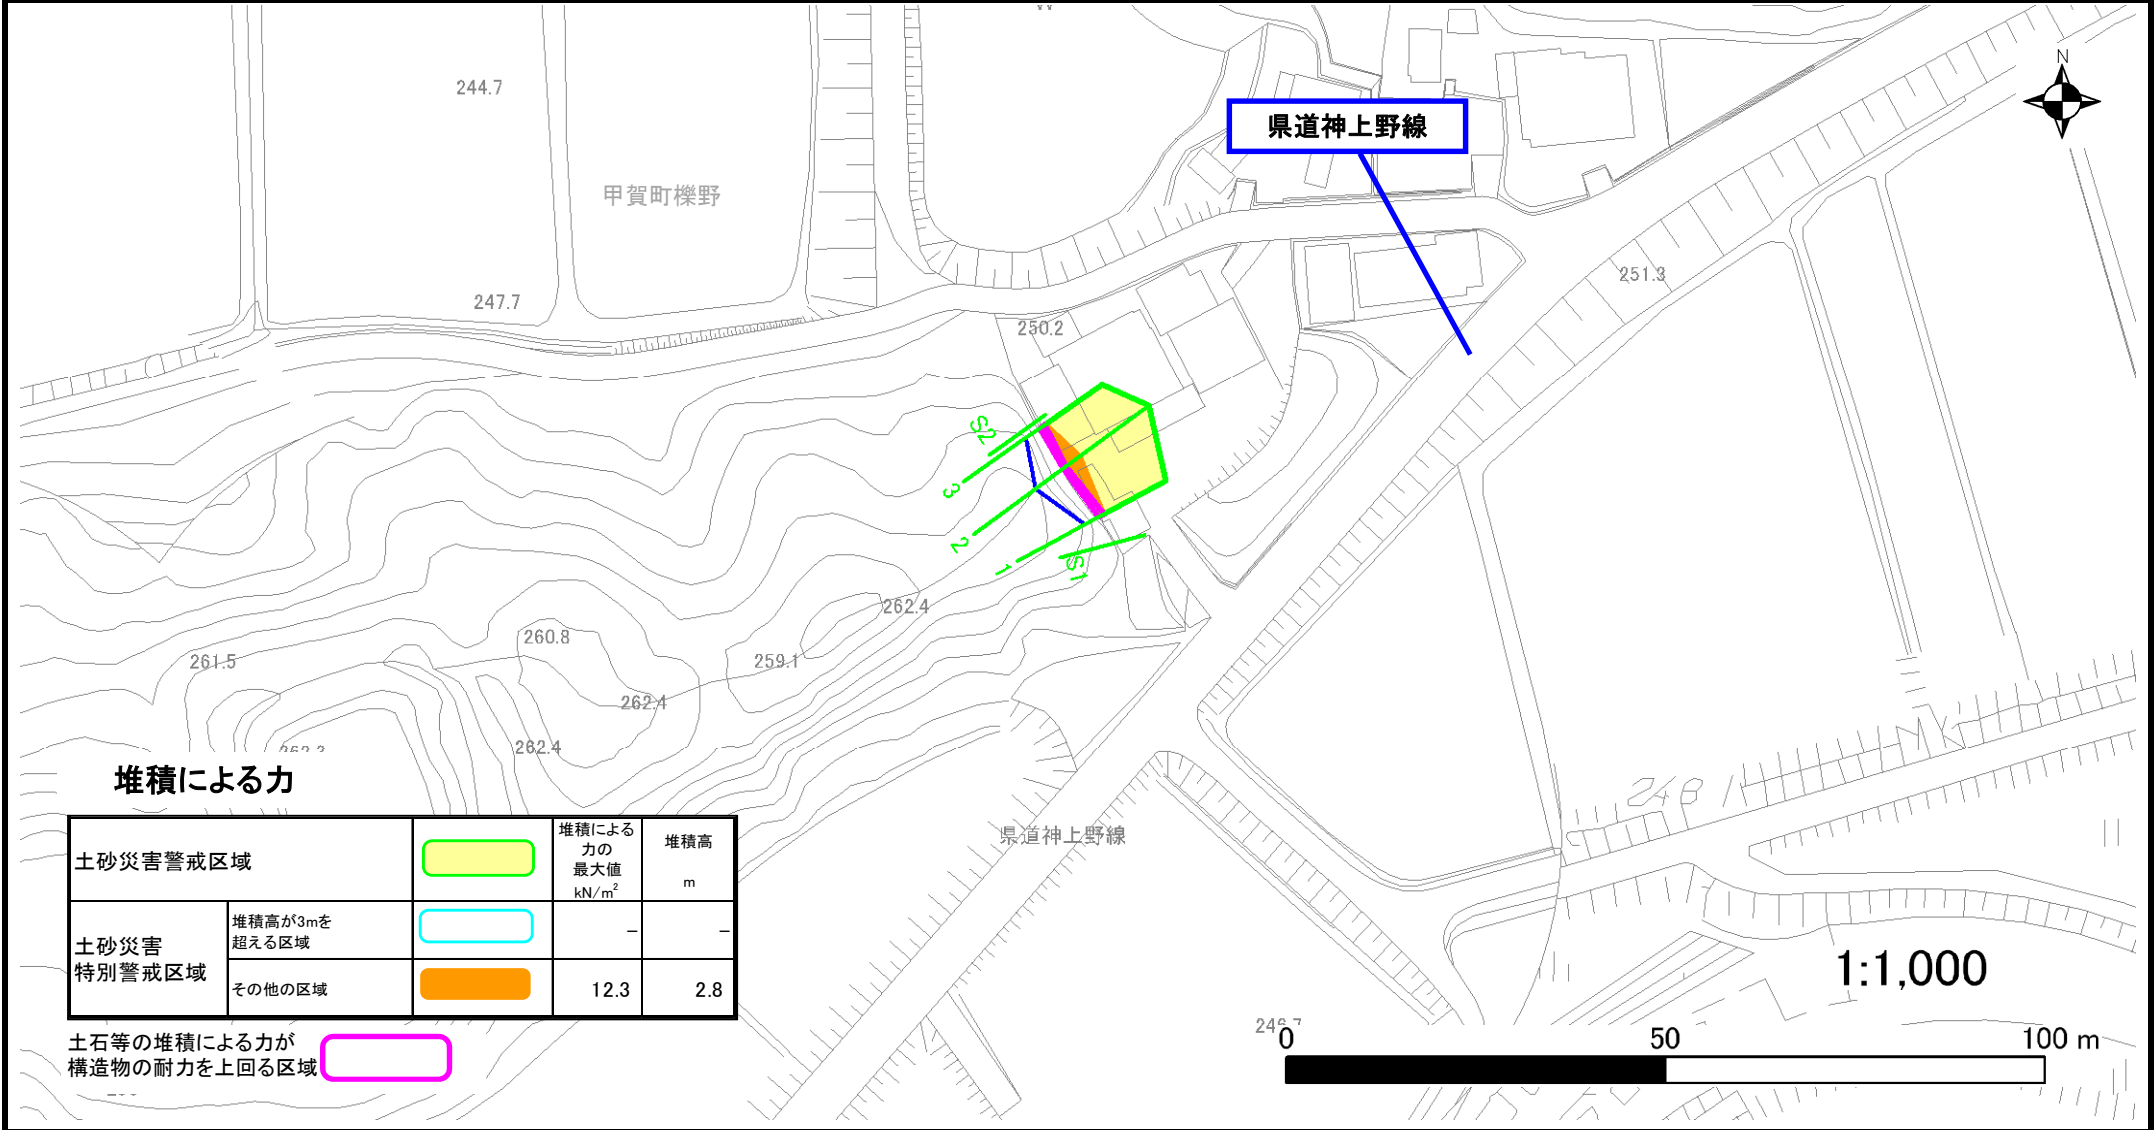 244.7
N
県道神上野線
甲賀町櫟野
251.3
247.7
250.2
S2
3
2
1
S1
262.4
260.8
261.5
259.1
262.4
262.4
堆積による力
土砂災害警戒区域
堆積による
力の
最大値
kN/m²
堆積高
m
土砂災害
特別警戒区域
堆積高が3mを
超える区域
–
–
その他の区域
12.3
2.8
土石等の堆積による力が
構造物の耐力を上回る区域
県道神上野線
1:1,000
0
50
100 m